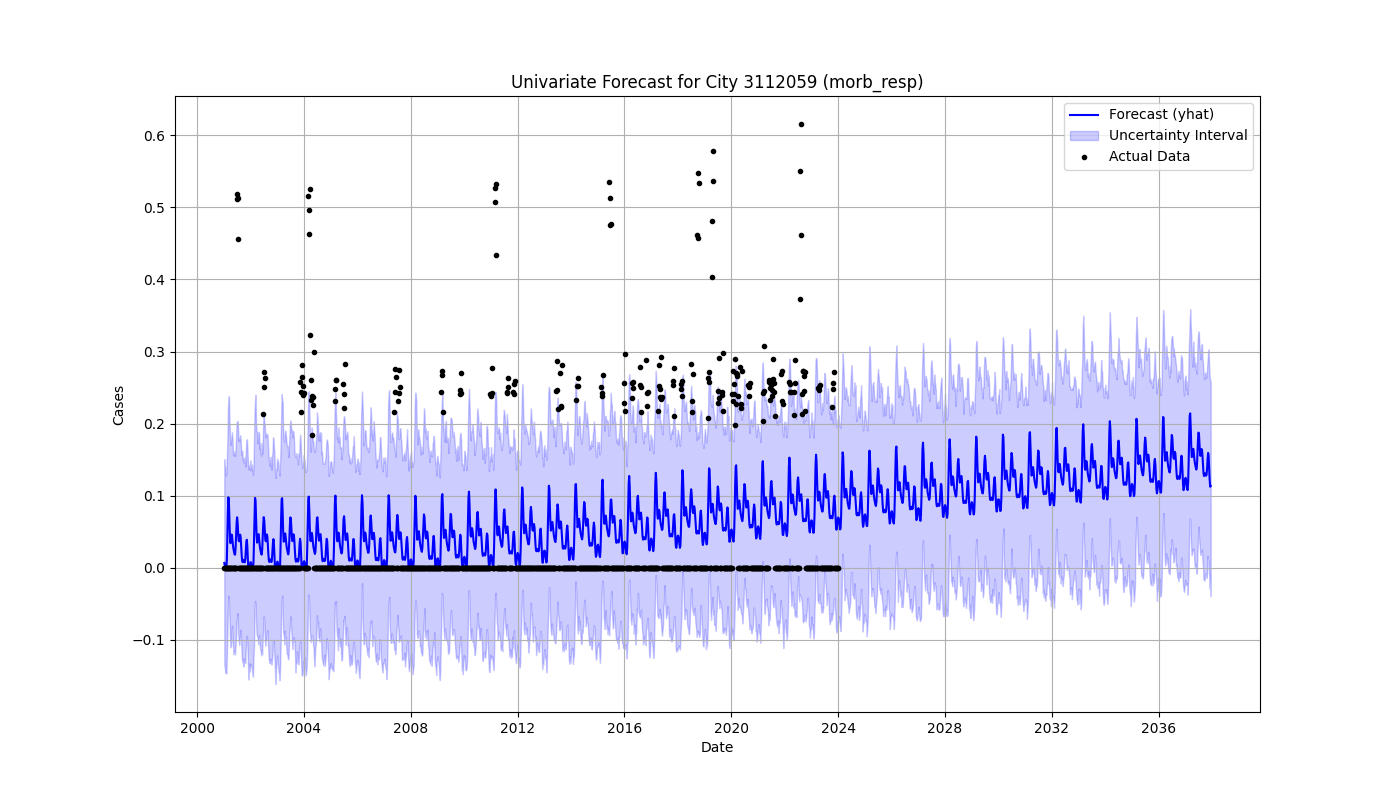 Univariate Forecast for City 3112059 (morb_resp)
Forecast (yhat)
Uncertainty Interval
Actual Data
Cases
0.6
0.5
0.4
0.3
0.2
0.1
0.0
−0.1
2000 2004 2008 2012 2016 2020 2024 2028 2032 2036
Date